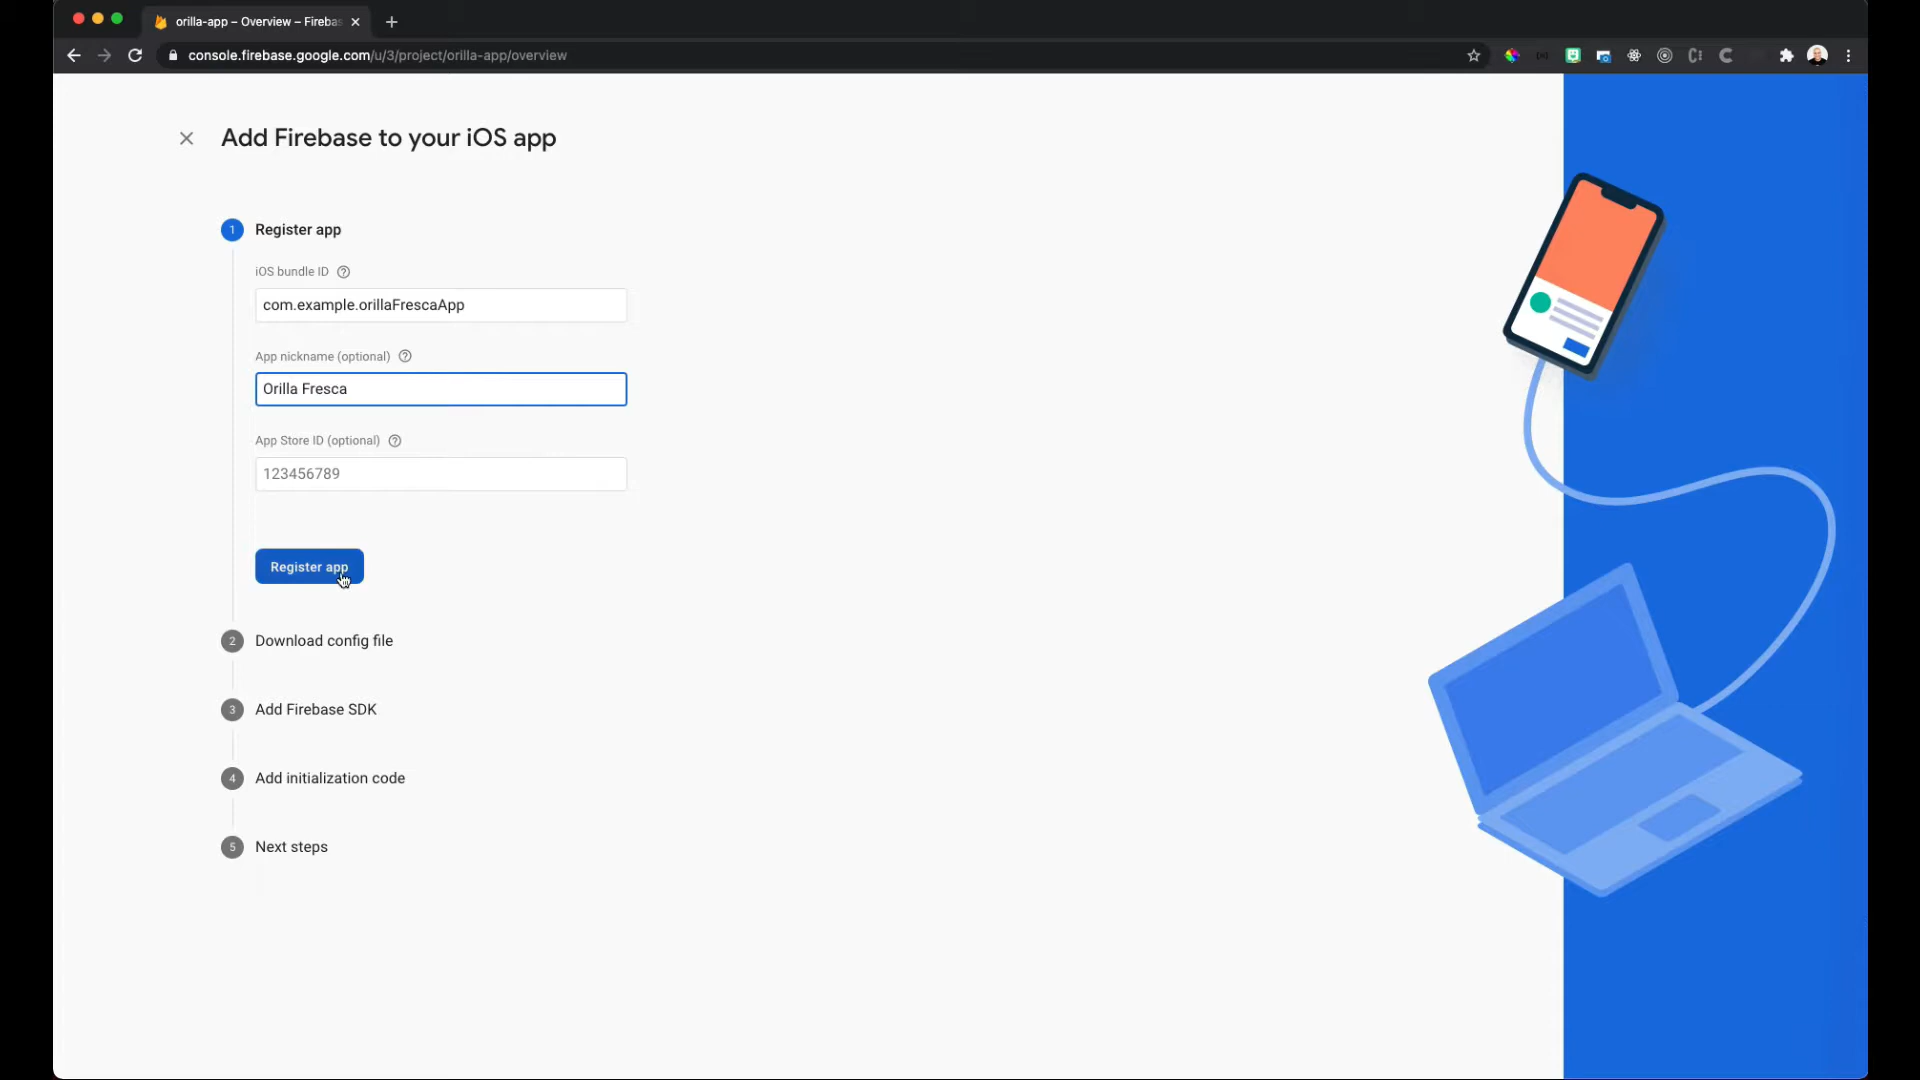 orilla-app – Overview – Firebas
console.firebase.google.com/u/3/project/orilla-app/overview
Add Firebase to your iOS app
1 Register app
iOS bundle ID
com.example.orillaFrescaApp
App nickname (optional)
Orilla Fresca
App Store ID (optional)
123456789
Register app
2 Download config file
3 Add Firebase SDK
4 Add initialization code
5 Next steps